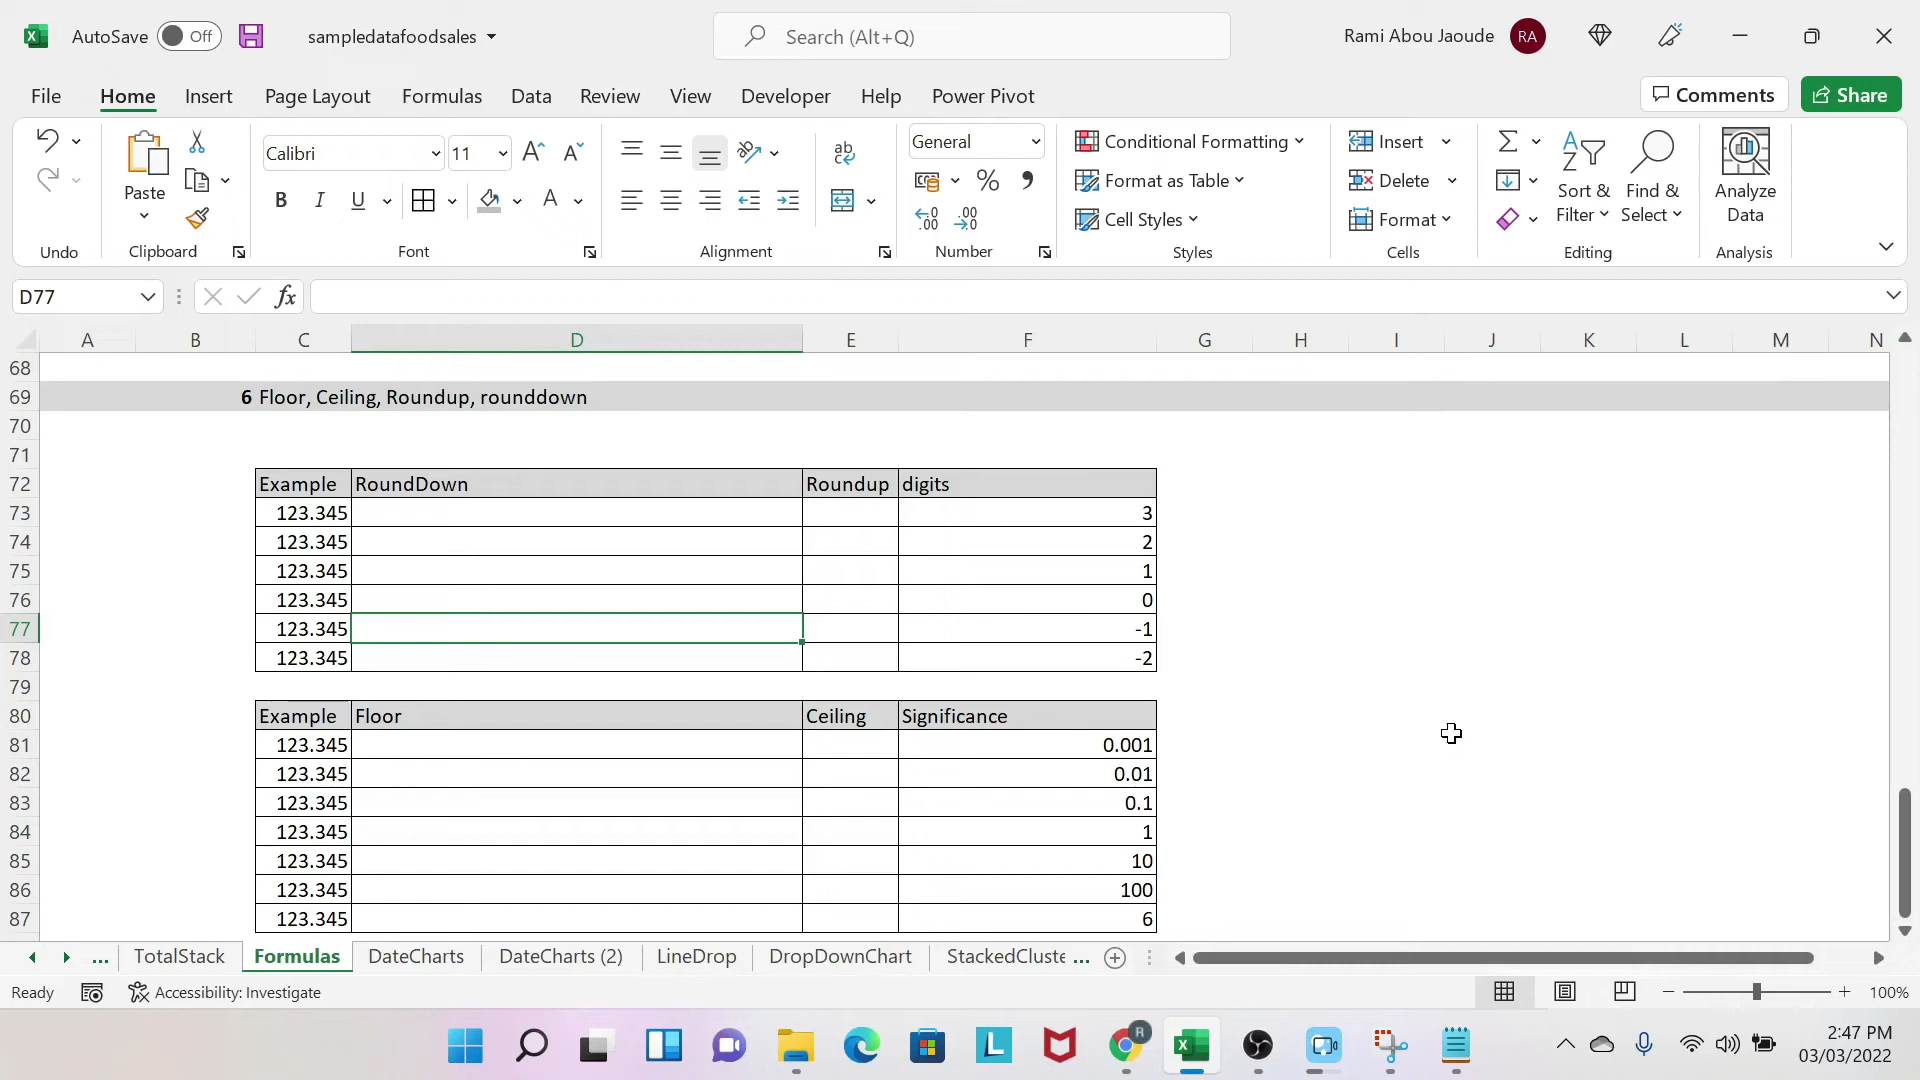 AutoSave Off sampledatafoodsales Search (Alt+Q) Rami Abou Jaoude RA
File Home Insert Page Layout Formulas Data Review View Developer Help Power Pivot Comments Share
Calibri 11 General Conditional Formatting Insert
Paste Format as Table Delete Sort & Filter Find & Select Analyze Data
B I U Cell Styles Format
Undo Clipboard Font Alignment Number Styles Cells Editing Analysis
D77 fx
A B C D E F G H I J K L M N
68
69 6 Floor, Ceiling, Roundup, rounddown
70
71
72 Example RoundDown Roundup digits
73 123.345 3
74 123.345 2
75 123.345 1
76 123.345 0
77 123.345 -1
78 123.345 -2
79
80 Example Floor Ceiling Significance
81 123.345 0.001
82 123.345 0.01
83 123.345 0.1
84 123.345 1
85 123.345 10
86 123.345 100
87 123.345 6
... TotalStack Formulas DateCharts DateCharts (2) LineDrop DropDownChart StackedCluste ...
Ready Accessibility: Investigate 100%
2:47 PM
03/03/2022